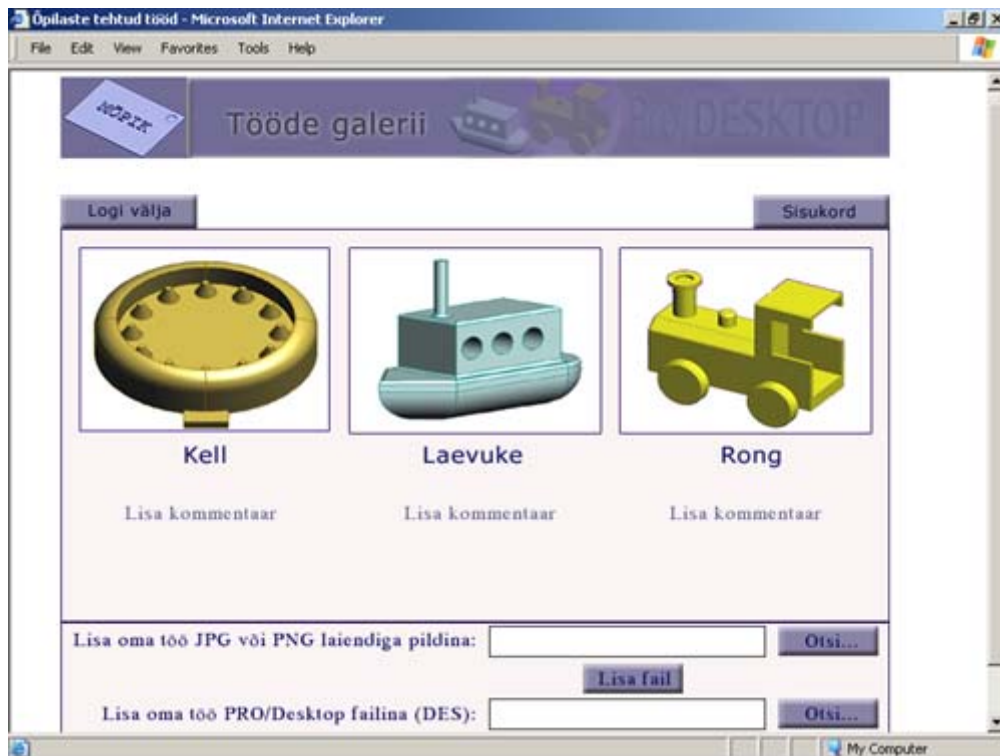 Õpilaste tehtud tööd - Microsoft Internet Explorer
File Edit View Favorites Tools Help
MÕPIK
Tööde galerii
Pro/DESKTOP
Logi välja
Sisukord
Kell
Laevuke
Rong
Lisa kommentaar
Lisa kommentaar
Lisa kommentaar
Lisa oma töö JPG või PNG laiendiga pildina:
Otsi...
Lisa fail
Lisa oma töö PRO/Desktop failina (DES):
Otsi...
My Computer